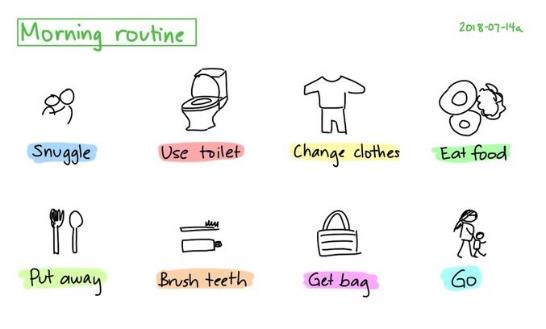 Morning routine
2018-07-14a
Snuggle
Use toilet
Change clothes
Eat food
Put away
Brush teeth
Get bag
Go